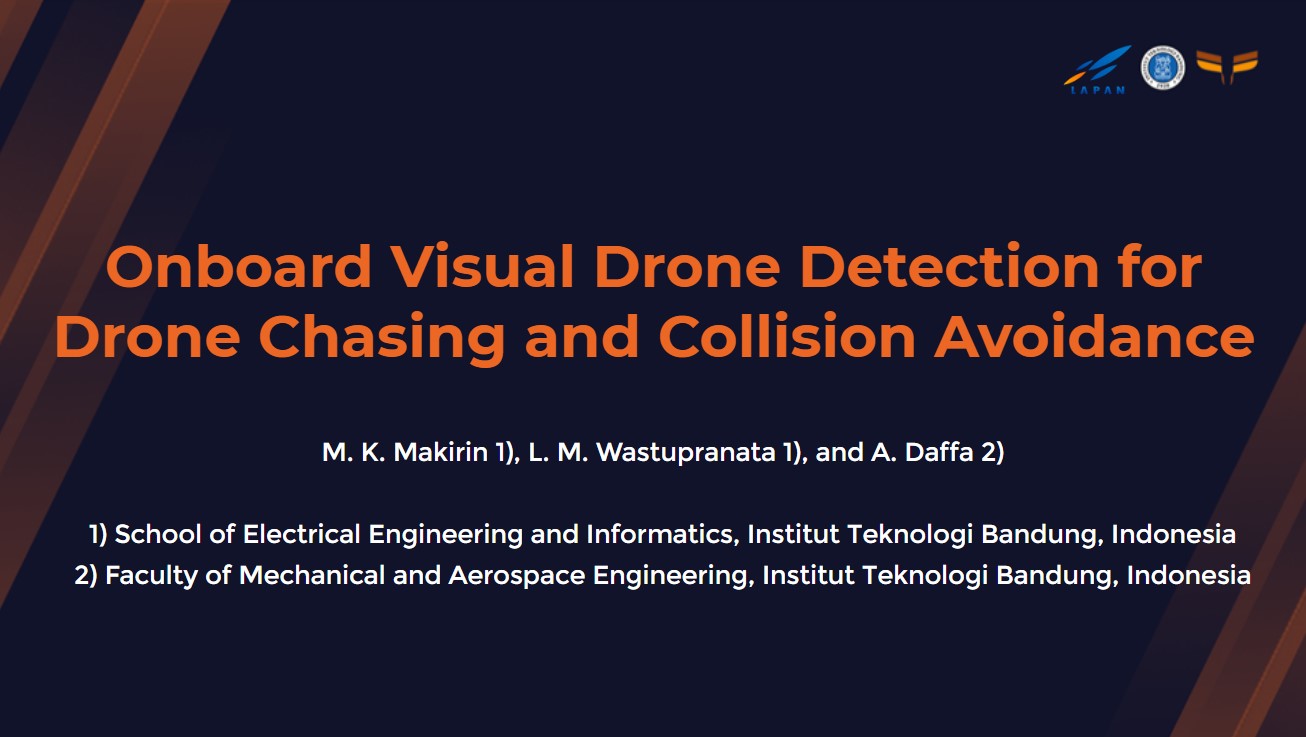 LAPAN
Onboard Visual Drone Detection for
Drone Chasing and Collision Avoidance
M. K. Makirin 1), L. M. Wastupranata 1), and A. Daffa 2)
1) School of Electrical Engineering and Informatics, Institut Teknologi Bandung, Indonesia
2) Faculty of Mechanical and Aerospace Engineering, Institut Teknologi Bandung, Indonesia